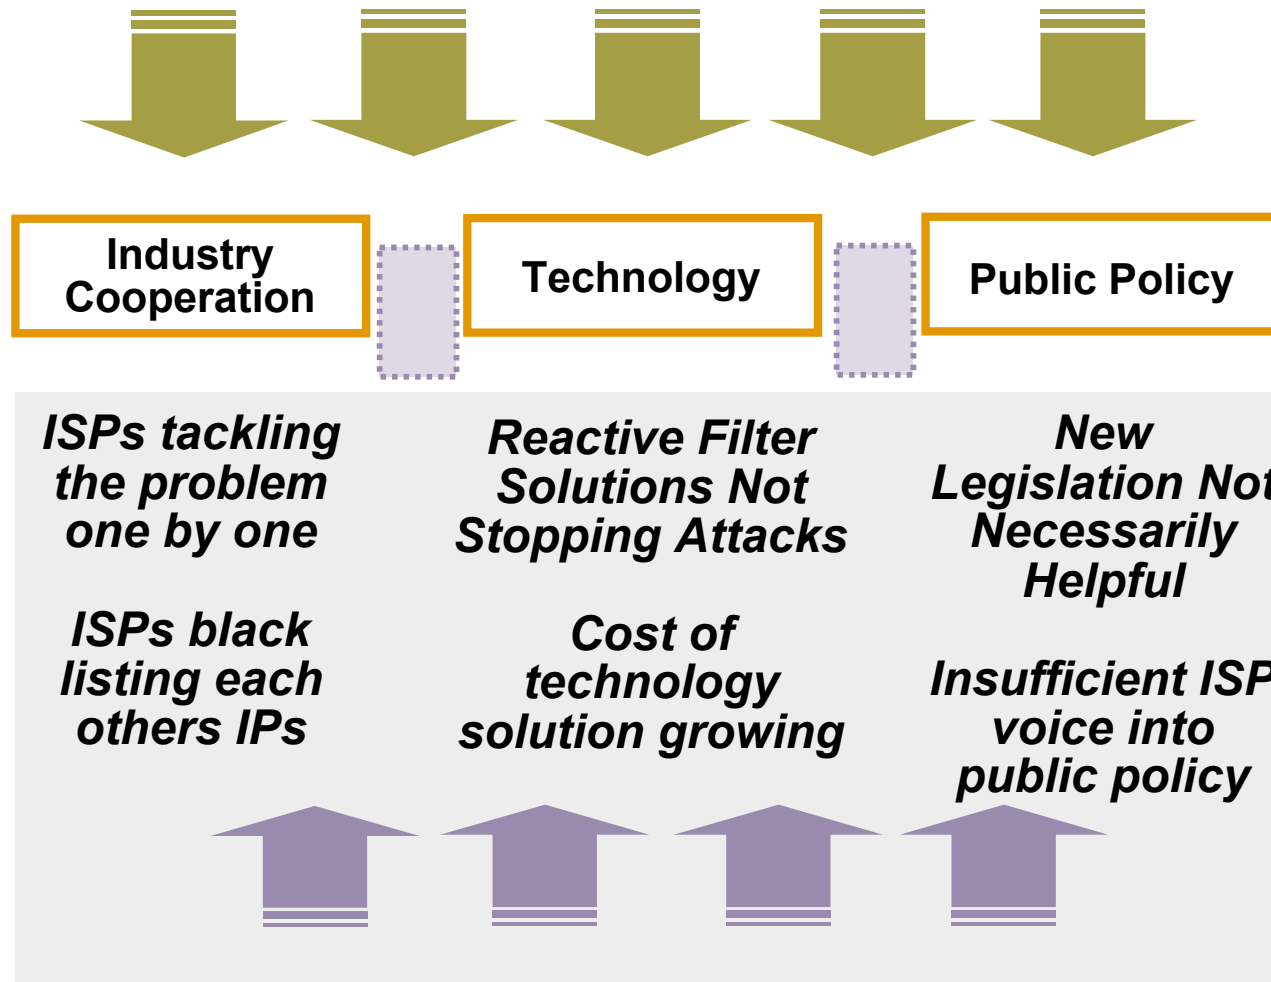 Industry
Cooperation
Technology
Public Policy
ISPs tackling
the problem
one by one
ISPs black
listing each
others IPs
Reactive Filter
Solutions Not
Stopping Attacks
Cost of
technology
solution growing
New
Legislation Not
Necessarily
Helpful
Insufficient ISP
voice into
public policy